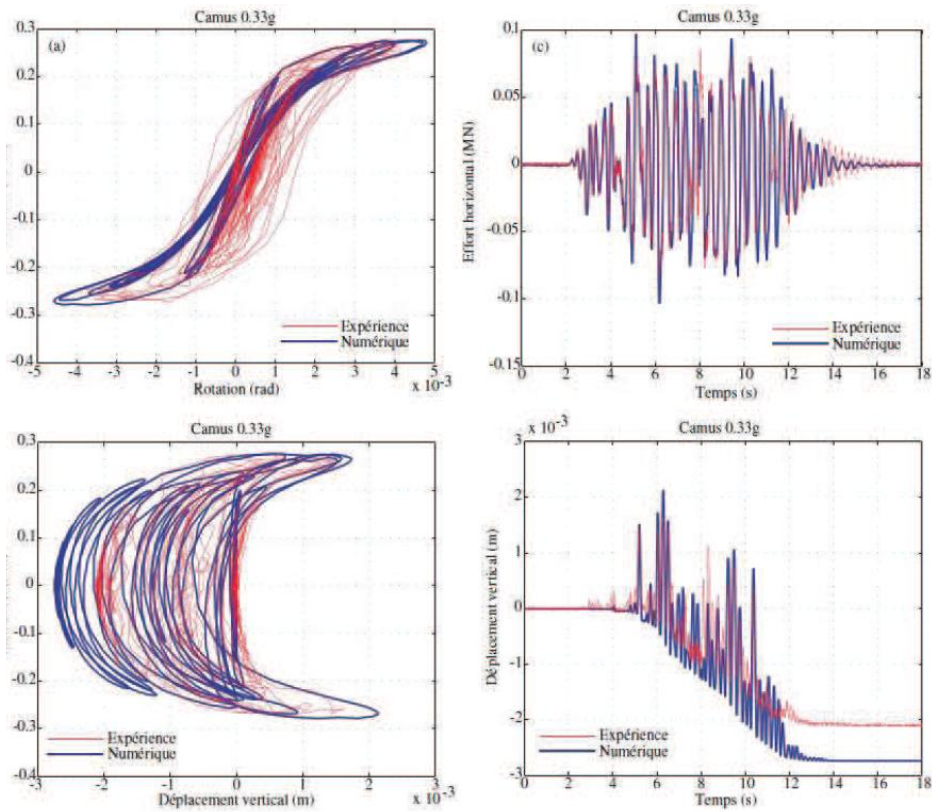 Camus 0.33g
(a)
0.3
0.2
0.1
0
-0.1
-0.2
-0.3
-0.4
Expérience
Numérique
-5 -4 -3 -2 -1 0 1 2 3 4 5
Rotation (rad)
x 10⁻³
Camus 0.33g
(c)
0.1
0.05
0
-0.05
-0.1
-0.15
Effort horizontal (MN)
Expérience
Numérique
0 2 4 6 8 10 12 14 16 18
Temps (s)
Camus 0.33g
0.3
0.2
0.1
0
-0.1
-0.2
-0.3
-0.4
Expérience
Numérique
-3 -2 -1 0 1 2 3
Déplacement vertical (m)
x 10⁻³
x 10⁻³
Camus 0.33g
3
2
1
0
-1
-2
-3
Déplacement vertical (m)
Expérience
Numérique
0 2 4 6 8 10 12 14 16 18
Temps (s)